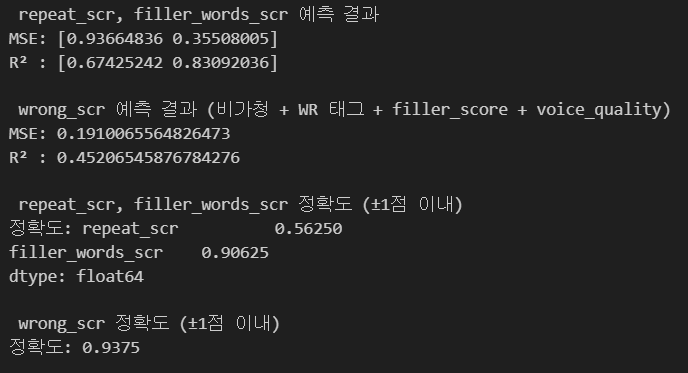 repeat_scr, filler_words_scr 예측 결과
MSE: [0.93664836 0.35508005]
R² : [0.67425242 0.83092036]
wrong_scr 예측 결과 (비가청 + WR 태그 + filler_score + voice_quality)
MSE: 0.1910065564826473
R² : 0.45206545876784276
repeat_scr, filler_words_scr 정확도 (±1점 이내)
정확도: repeat_scr          0.56250
filler_words_scr    0.90625
dtype: float64
wrong_scr 정확도 (±1점 이내)
정확도: 0.9375